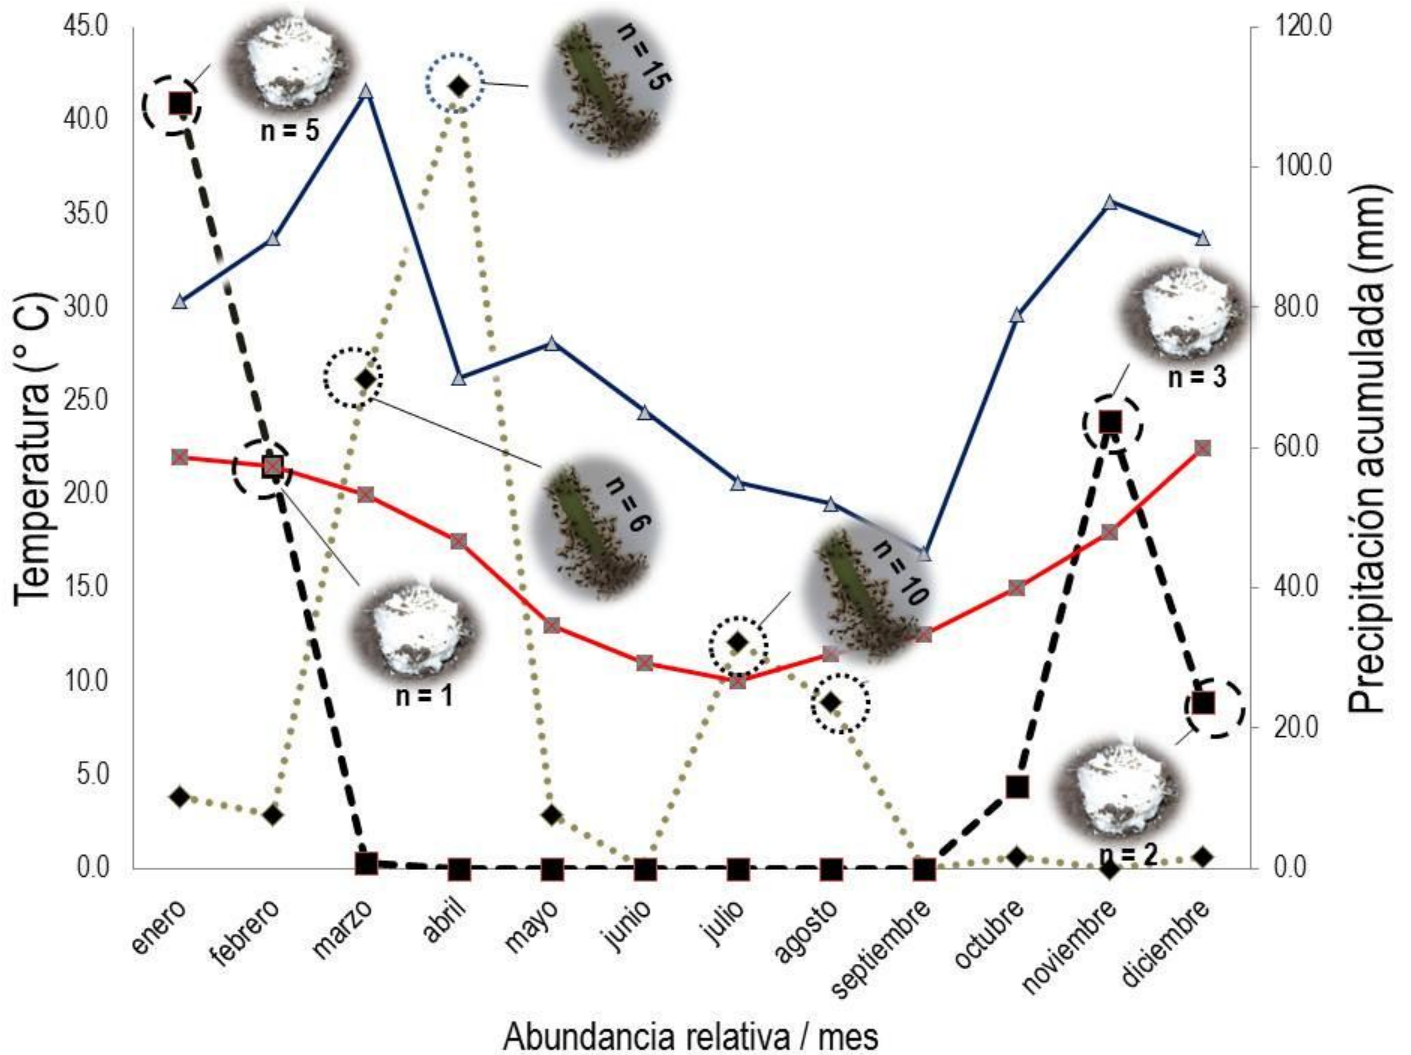 45.0
40.0
35.0
30.0
25.0
20.0
15.0
10.0
5.0
0.0
Temperatura (° C)
120.0
100.0
80.0
60.0
40.0
20.0
0.0
Precipitación acumulada (mm)
n = 5
n = 15
n = 6
n = 1
n = 10
n = 3
n = 2
enero
febrero
marzo
abril
mayo
junio
julio
agosto
septiembre
octubre
noviembre
diciembre
Abundancia relativa / mes